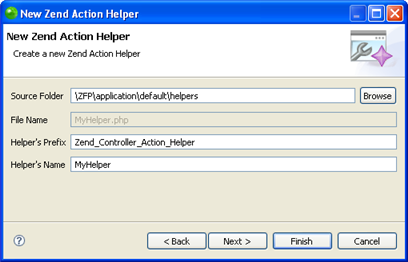 New Zend Action Helper
New Zend Action Helper
Create a new Zend Action Helper
Source Folder \ZFP\application\default\helpers Browse
File Name MyHelper.php
Helper's Prefix Zend_Controller_Action_Helper
Helper's Name MyHelper
? < Back Next > Finish Cancel